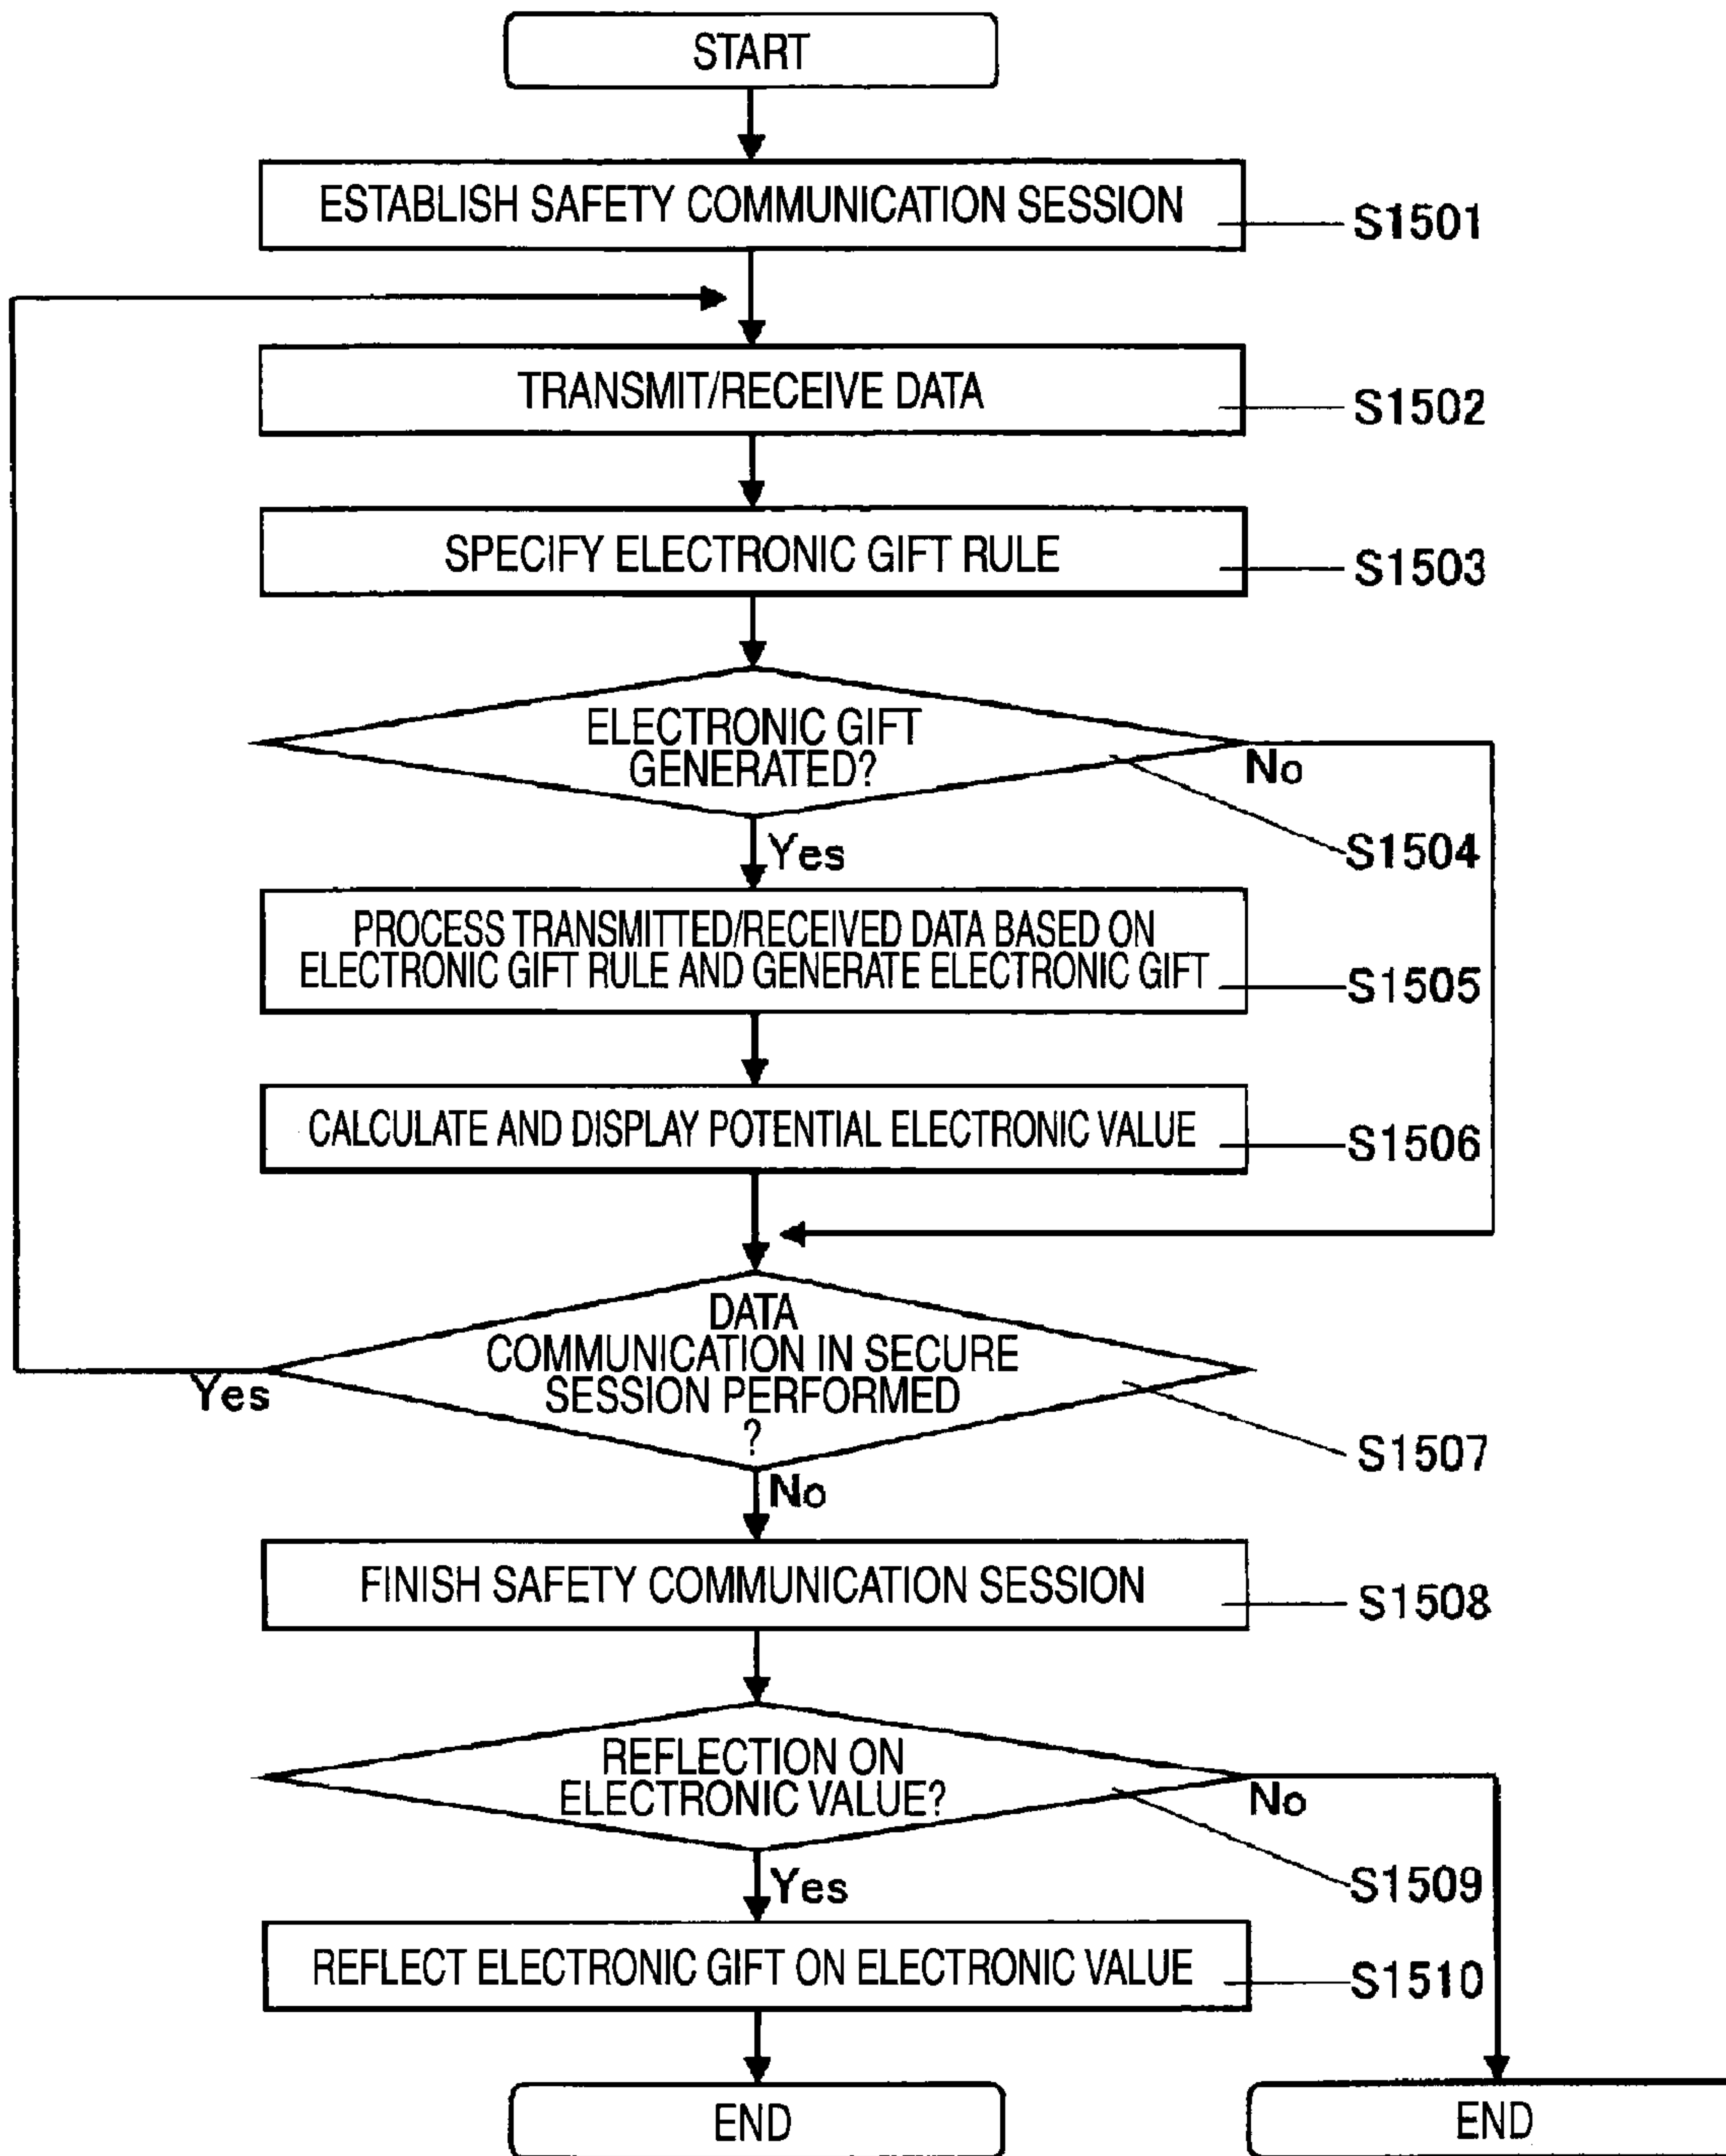 START
ESTABLISH SAFETY COMMUNICATION SESSION
S1501
TRANSMIT/RECEIVE DATA
S1502
SPECIFY ELECTRONIC GIFT RULE
S1503
ELECTRONIC GIFT
GENERATED?
No
S1504
Yes
PROCESS TRANSMITTED/RECEIVED DATA BASED ON
ELECTRONIC GIFT RULE AND GENERATE ELECTRONIC GIFT
S1505
CALCULATE AND DISPLAY POTENTIAL ELECTRONIC VALUE
S1506
DATA
COMMUNICATION IN SECURE
SESSION PERFORMED
?
Yes
S1507
No
FINISH SAFETY COMMUNICATION SESSION
S1508
REFLECTION ON
ELECTRONIC VALUE?
No
S1509
Yes
REFLECT ELECTRONIC GIFT ON ELECTRONIC VALUE
S1510
END
END